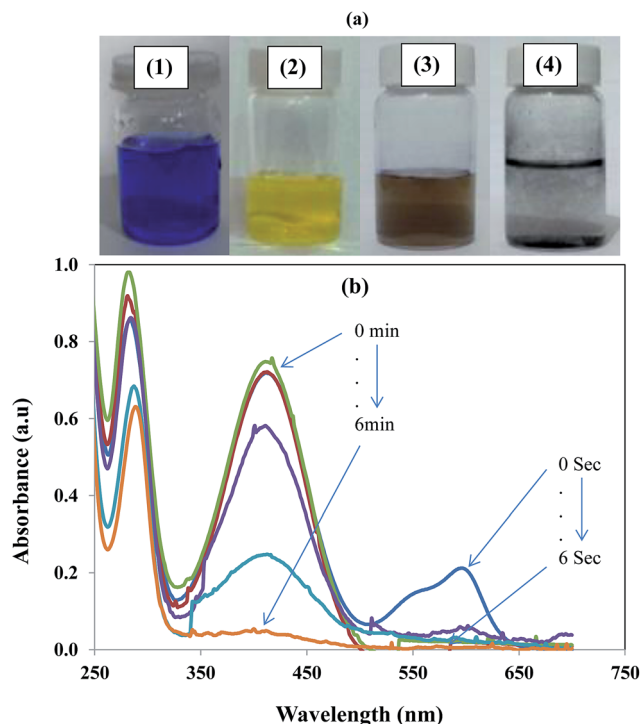 (a)
(1) (2) (3) (4)
(b)
1.0
0.8
0.6
0.4
0.2
0.0
Absorbance (a.u)
0 min
.
.
.
6min
0 Sec
.
.
.
6 Sec
250 350 450 550 650 750
Wavelength (nm)